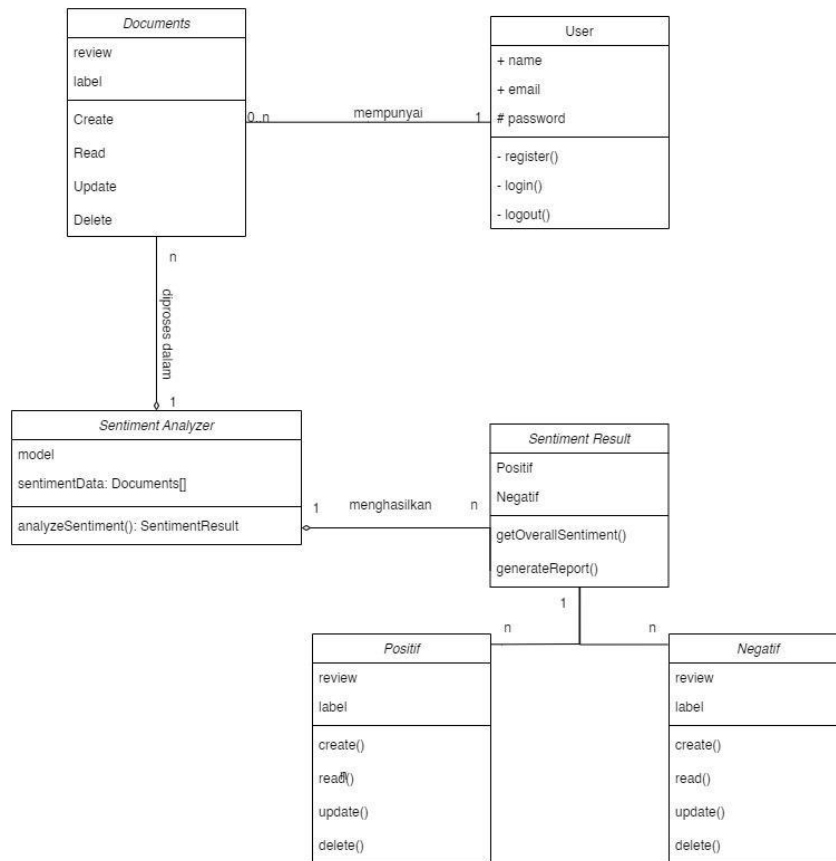 Documents
review
label
Create
Read
Update
Delete
User
+ name
+ email
# password
- register()
- login()
- logout()
0..n
mempunyai
1
n
diproses dalam
1
Sentiment Analyzer
model
sentimentData: Documents[]
analyzeSentiment(): SentimentResult
1
menghasilkan
n
Sentiment Result
Positif
Negatif
getOverallSentiment()
generateReport()
1
n
n
Positif
review
label
create()
read()
n
update()
delete()
Negatif
review
label
create()
read()
update()
delete()